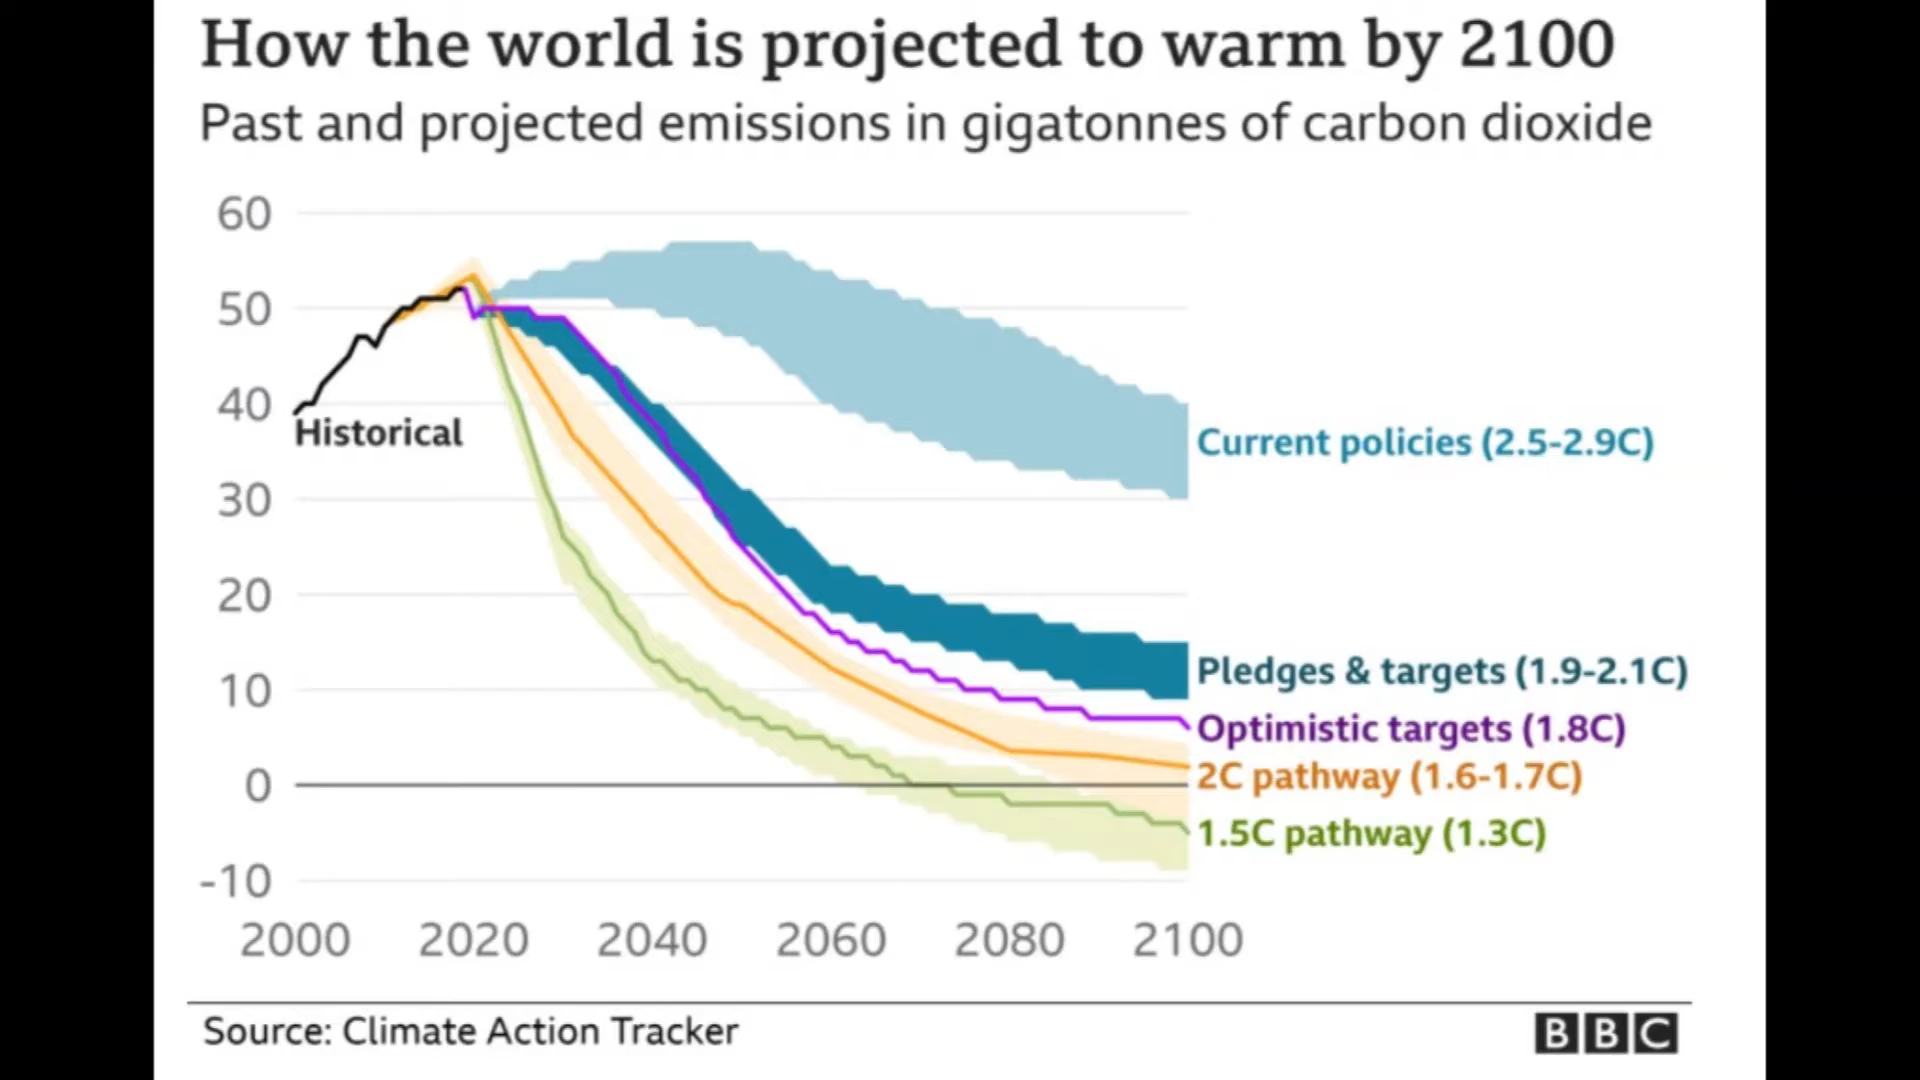 How the world is projected to warm by 2100
Past and projected emissions in gigatonnes of carbon dioxide
60
50
40
Historical
Current policies (2.5-2.9C)
30
20
Pledges & targets (1.9-2.1C)
10
Optimistic targets (1.8C)
2C pathway (1.6-1.7C)
0
1.5C pathway (1.3C)
-10
2000 2020 2040 2060 2080 2100
Source: Climate Action Tracker
BBC